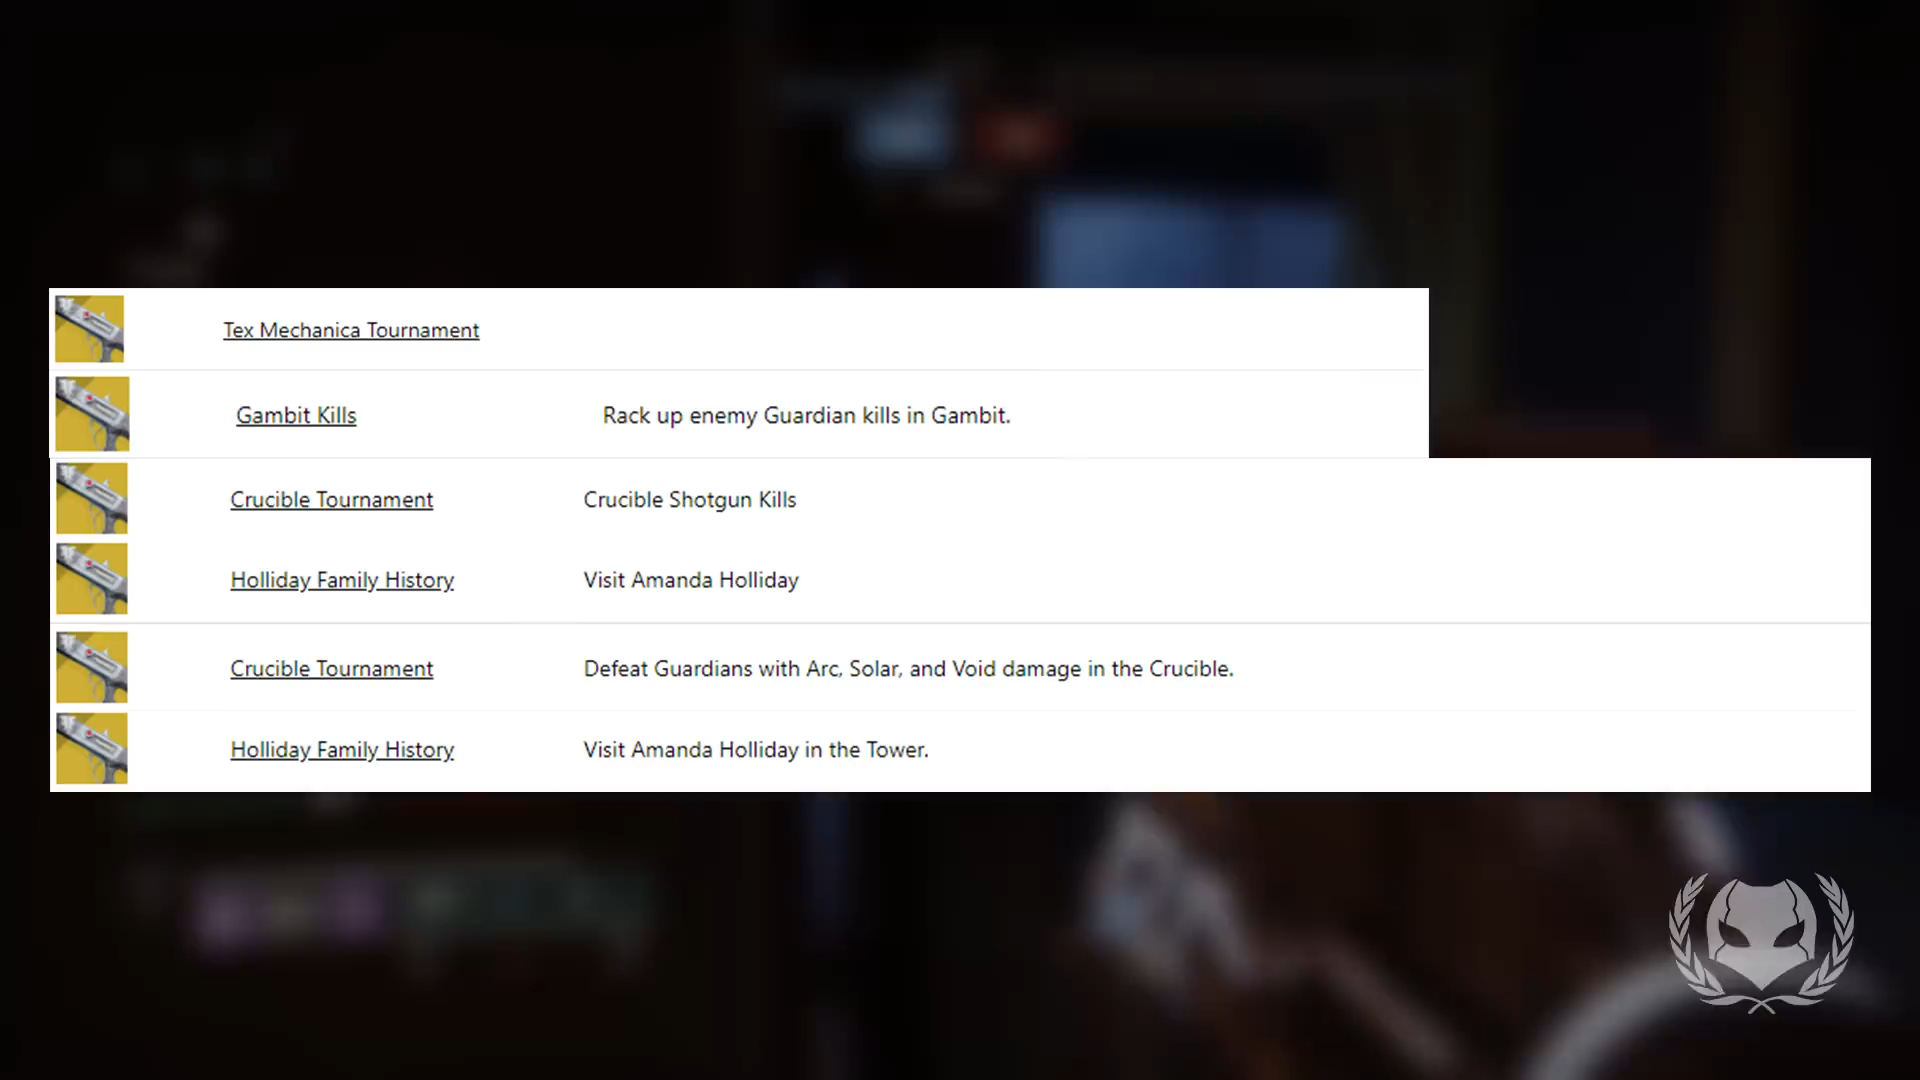 Tex Mechanica Tournament
Gambit Kills Rack up enemy Guardian kills in Gambit.
Crucible Tournament Crucible Shotgun Kills
Holliday Family History Visit Amanda Holliday
Crucible Tournament Defeat Guardians with Arc, Solar, and Void damage in the Crucible.
Holliday Family History Visit Amanda Holliday in the Tower.